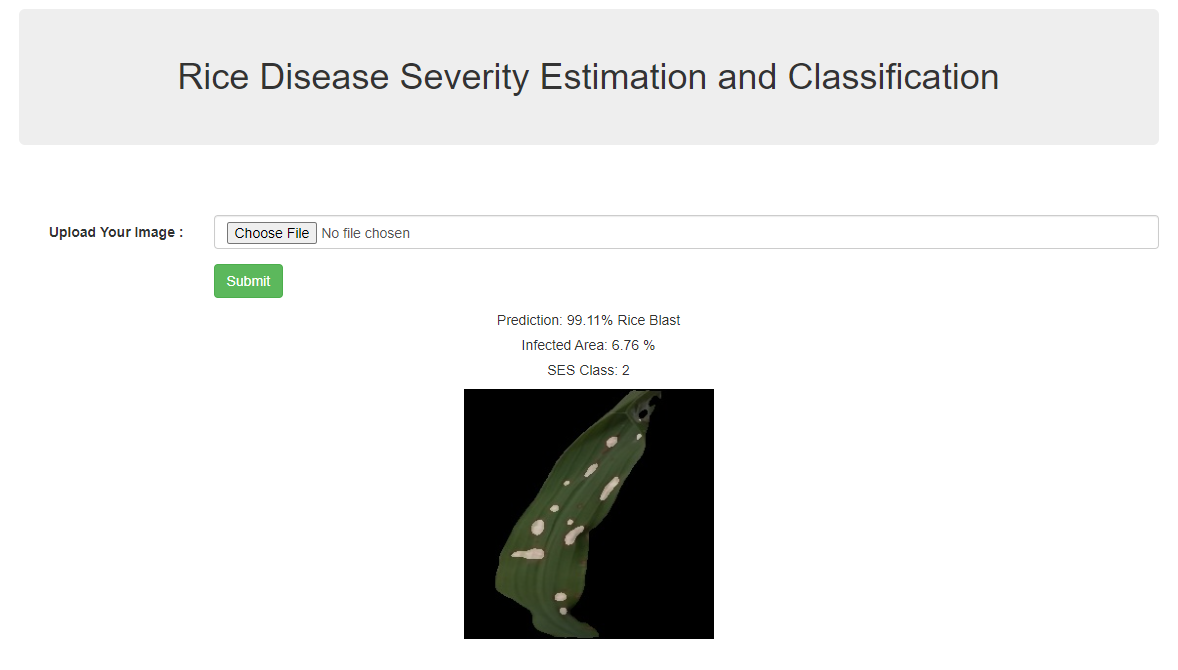 Rice Disease Severity Estimation and Classification
Upload Your Image :
Choose File No file chosen
Submit
Prediction: 99.11% Rice Blast
Infected Area: 6.76 %
SES Class: 2